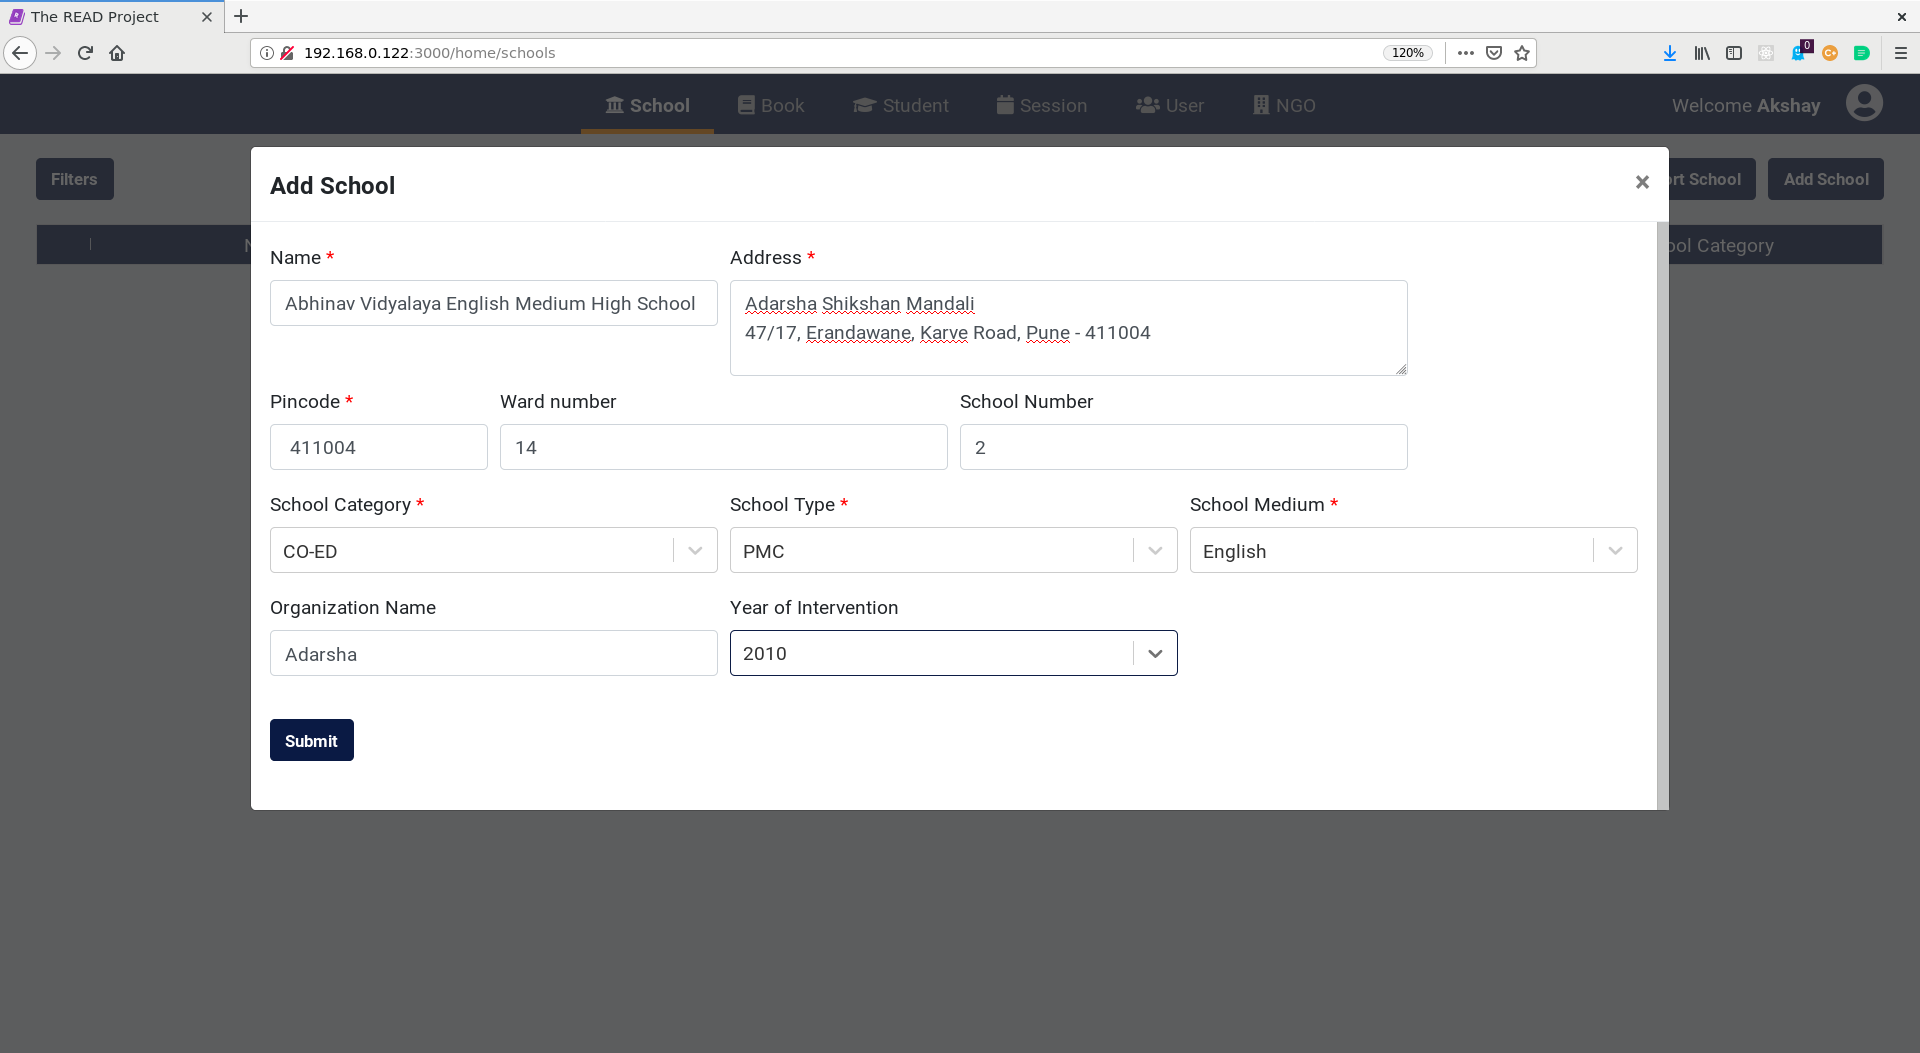 The READ Project
192.168.0.122:3000/home/schools
120%
0
School
Book
Student
Session
User
NGO
Welcome Akshay
Filters
Add School
Add School
Name *
Address *
Abhinav Vidyalaya English Medium High School
Adarsha Shikshan Mandali
47/17, Erandawane, Karve Road, Pune - 411004
Pincode *
Ward number
School Number
411004
14
2
School Category *
School Type *
School Medium *
CO-ED
PMC
English
Organization Name
Year of Intervention
Adarsha
2010
Submit
School
Category